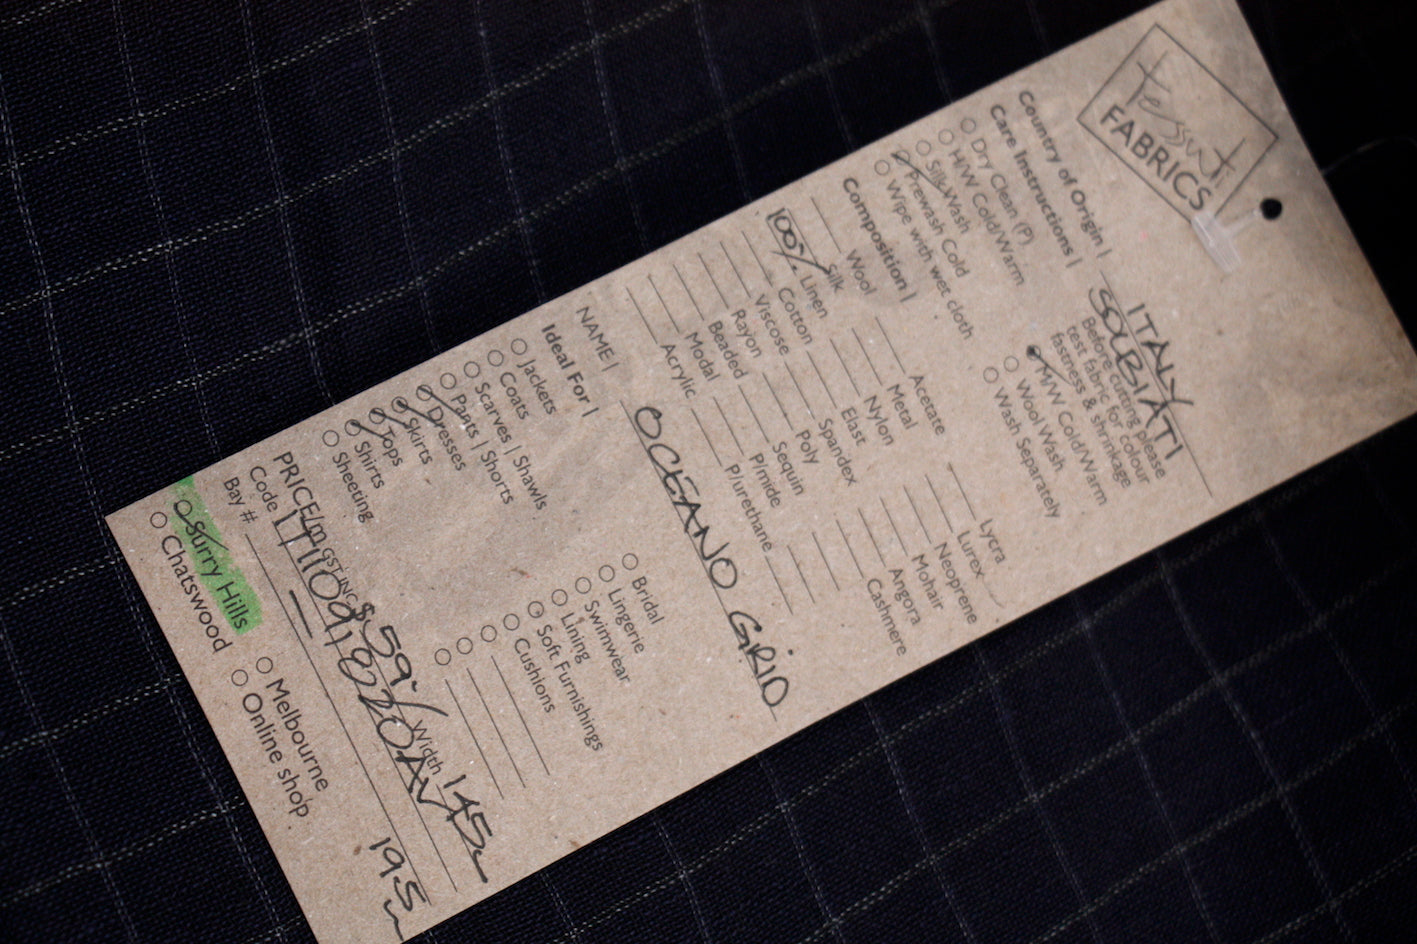 Tessuti
FABRICS
Country of Origin | ITALY
SOLBIATI
Care Instructions |
Before cutting please
test fabric for colour
fastness & shrinkage
Dry Clean (P)
H/W Cold/Warm
Silk Wash
Prewash Cold
Wipe with wet cloth
M/W Cold/Warm
Wool Wash
Wash Separately
Composition |
Wool
Silk
100% Linen
Cotton
Viscose
Rayon
Beaded
Modal
Acrylic
Acetate
Metal
Nylon
Elast
Spandex
Poly
Sequin
P/mide
P/urethane
Lycra
Lurex
Neoprene
Mohair
Angora
Cashmere
NAME | OCEANO GRID
Ideal For |
Jackets
Coats
Scarves | Shawls
Pants | Shorts
Dresses
Skirts
Tops
Shirts
Sheeting
Bridal
Lingerie
Swimwear
Lining
Soft Furnishings
Cushions
PRICE/m GST INC $59 Width 145
Code
Bay # 19.5
Surry Hills
Chatswood
Melbourne
Online shop